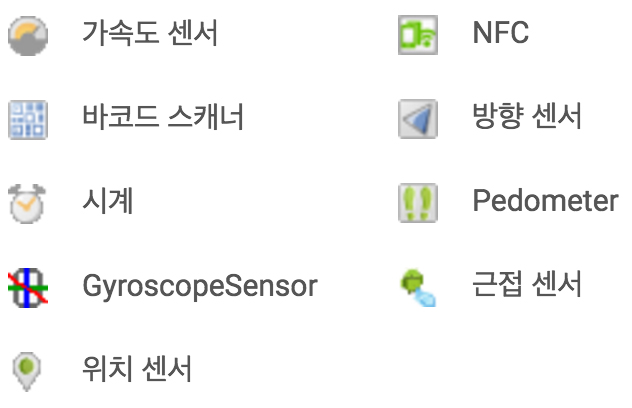 가속도 센서
NFC
바코드 스캐너
방향 센서
시계
Pedometer
GyroscopeSensor
근접 센서
위치 센서